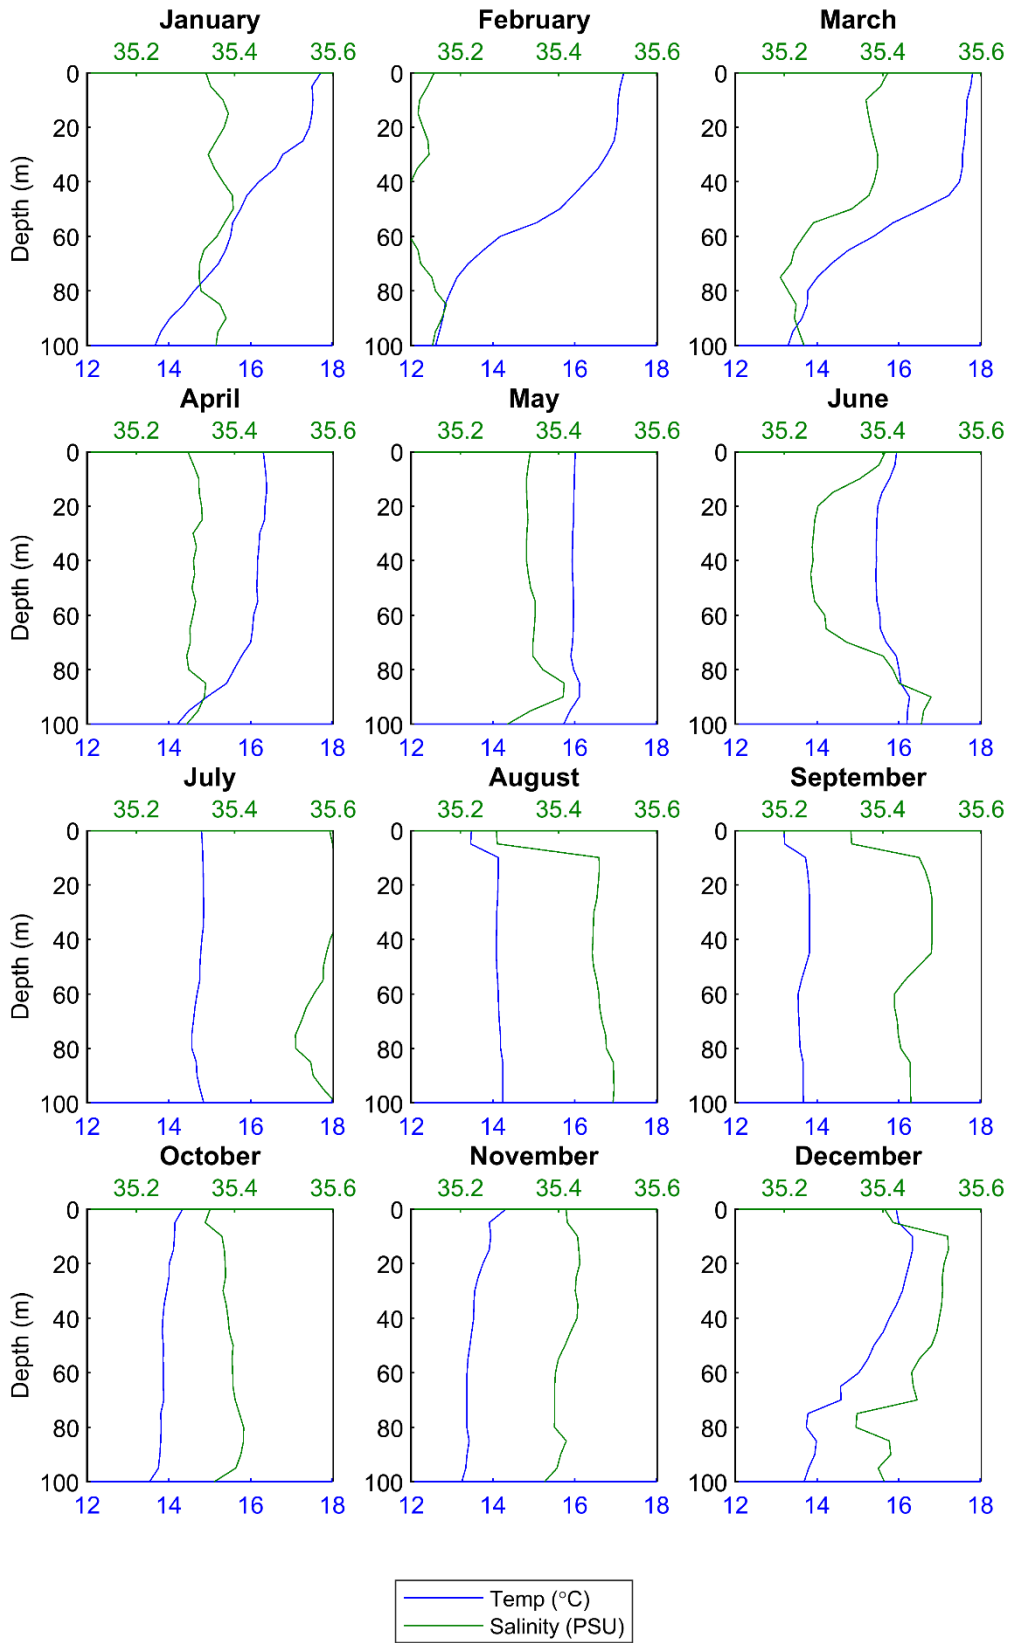 January February March
35.2 35.4 35.6 35.2 35.4 35.6 35.2 35.4 35.6
0 0 0
20 20 20
40 40 40
Depth (m)
60 60 60
80 80 80
100 100 100
12 14 16 18 12 14 16 18 12 14 16 18
April May June
35.2 35.4 35.6 35.2 35.4 35.6 35.2 35.4 35.6
0 0 0
20 20 20
40 40 40
Depth (m)
60 60 60
80 80 80
100 100 100
12 14 16 18 12 14 16 18 12 14 16 18
July August September
35.2 35.4 35.6 35.2 35.4 35.6 35.2 35.4 35.6
0 0 0
20 20 20
40 40 40
Depth (m)
60 60 60
80 80 80
100 100 100
12 14 16 18 12 14 16 18 12 14 16 18
October November December
35.2 35.4 35.6 35.2 35.4 35.6 35.2 35.4 35.6
0 0 0
20 20 20
40 40 40
Depth (m)
60 60 60
80 80 80
100 100 100
12 14 16 18 12 14 16 18 12 14 16 18
Temp (°C)
Salinity (PSU)